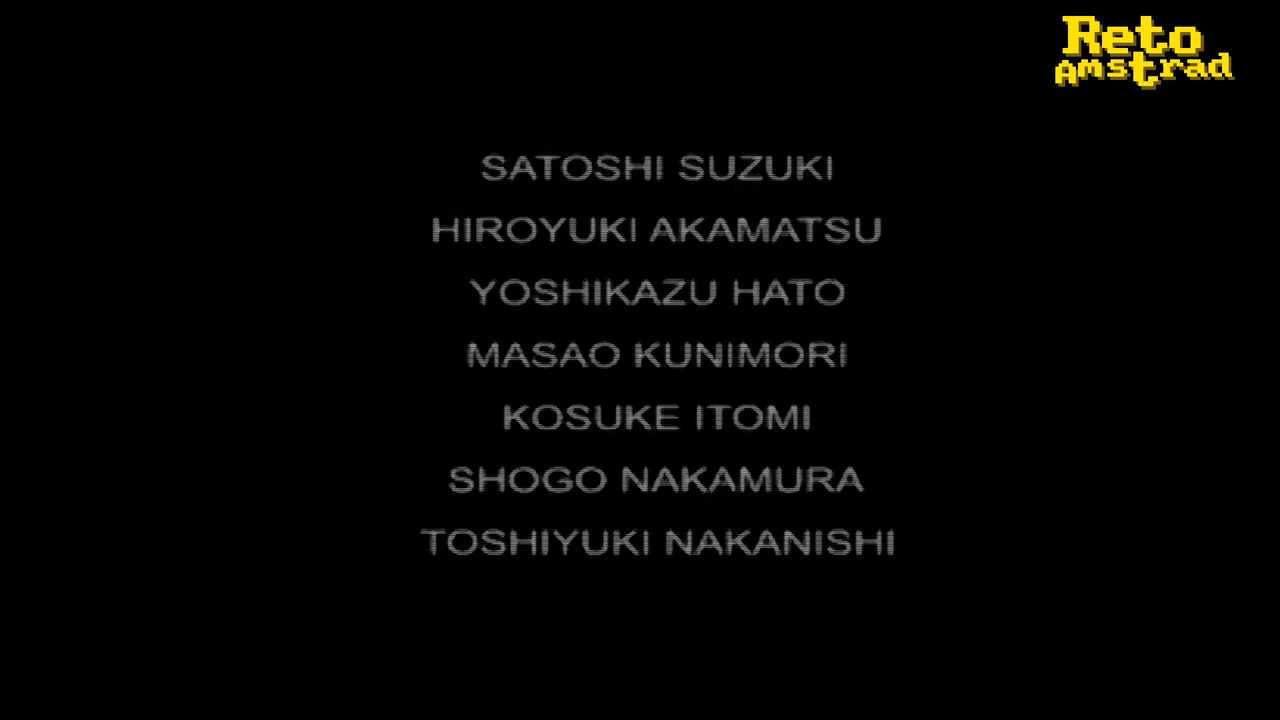 Reto
Amstrad
SATOSHI SUZUKI
HIROYUKI AKAMATSU
YOSHIKAZU HATO
MASAO KUNIMORI
KOSUKE ITOMI
SHOGO NAKAMURA
TOSHIYUKI NAKANISHI